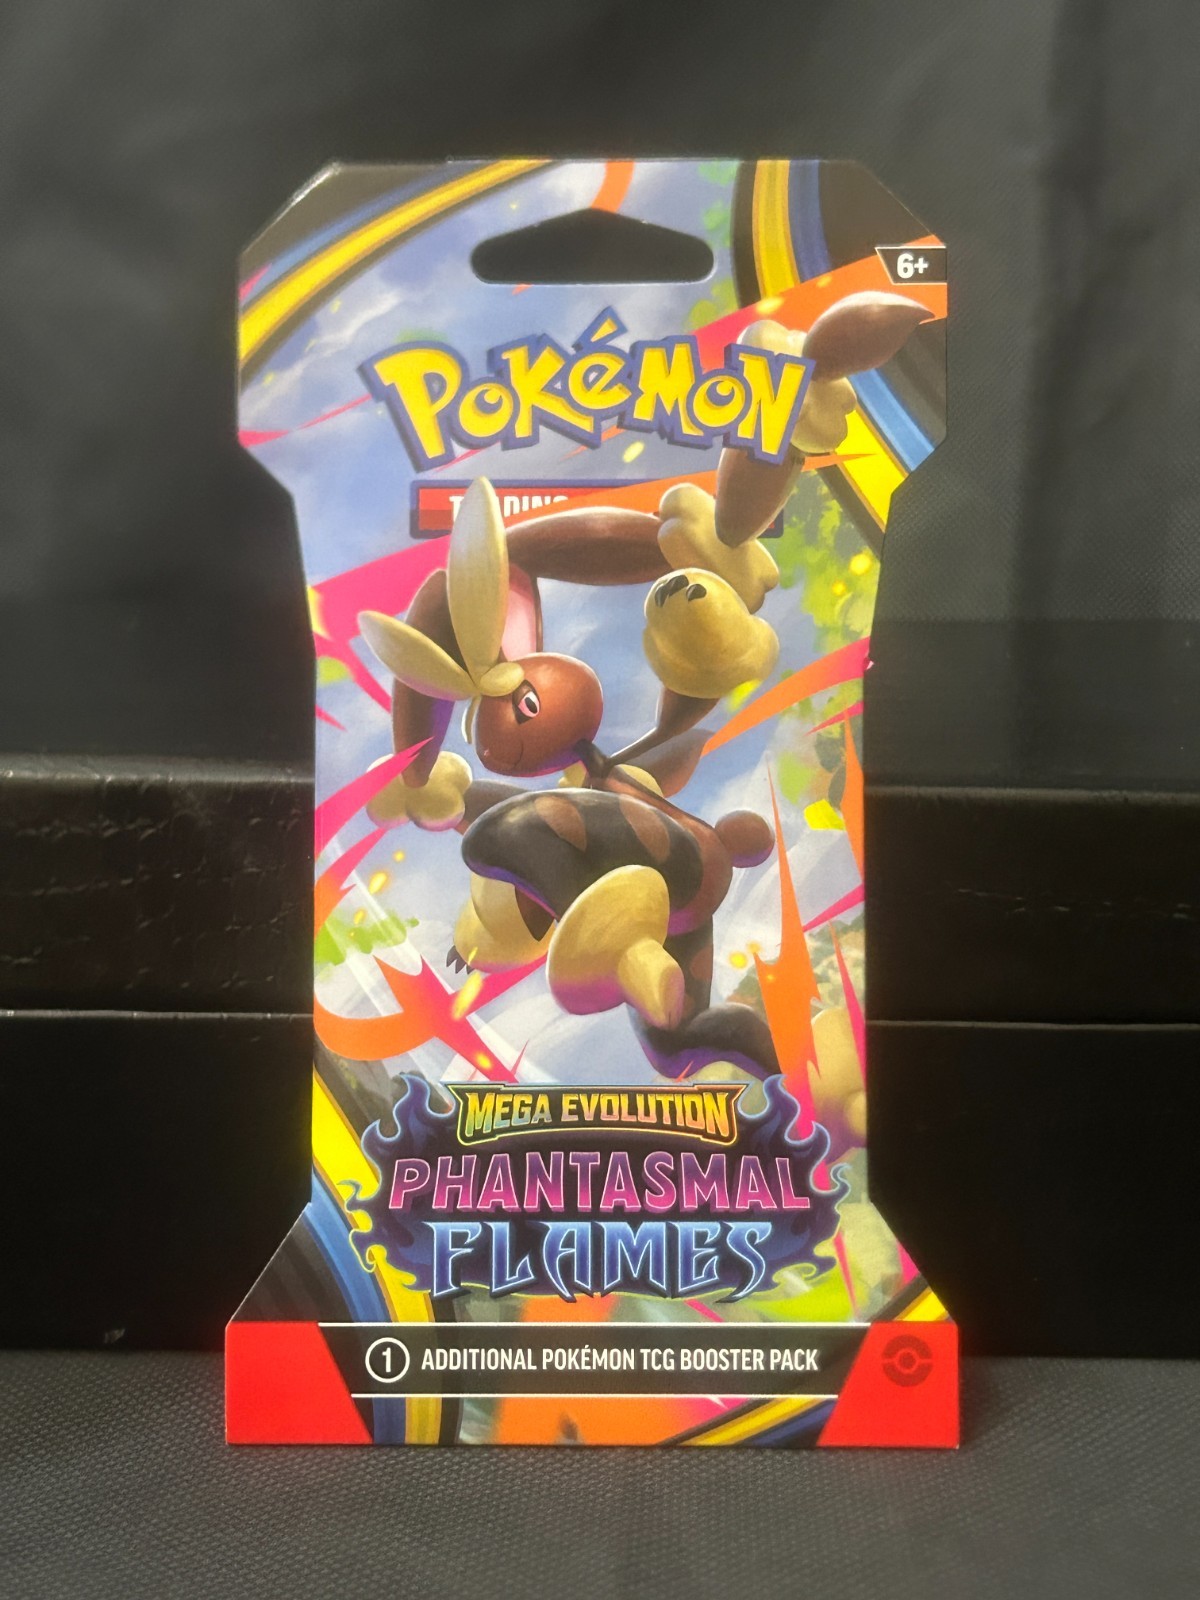 6+
POKéMON
MEGA EVOLUTION
PHANTASMAL
FLAMES
1 ADDITIONAL POKÉMON TCG BOOSTER PACK